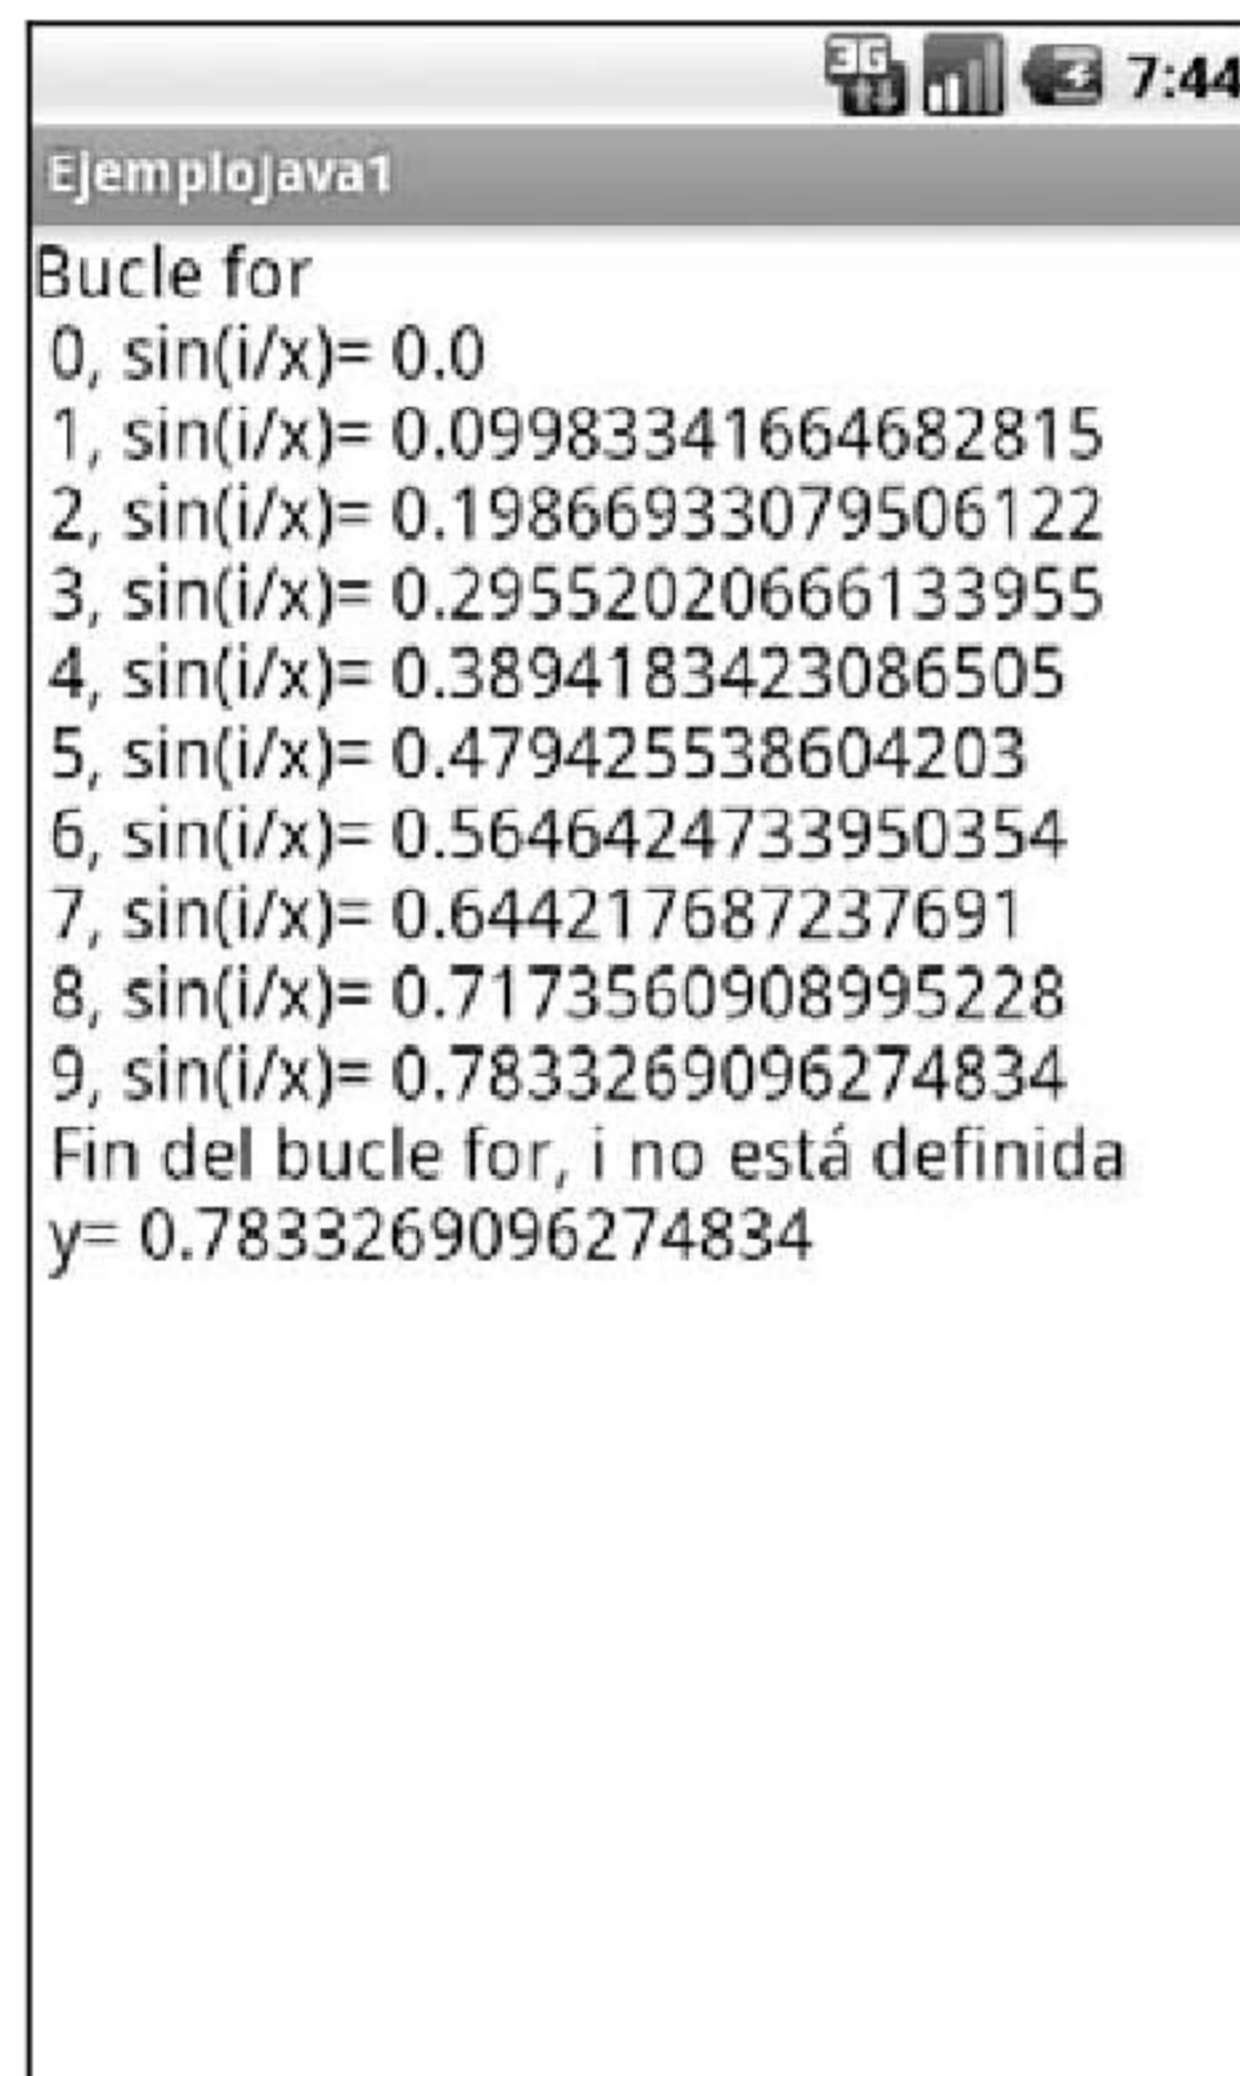 3G 7:44
EjemploJava1
Bucle for
0, sin(i/x)= 0.0
1, sin(i/x)= 0.09983341664682815
2, sin(i/x)= 0.19866933079506122
3, sin(i/x)= 0.29552020666133955
4, sin(i/x)= 0.3894183423086505
5, sin(i/x)= 0.479425538604203
6, sin(i/x)= 0.5646424733950354
7, sin(i/x)= 0.644217687237691
8, sin(i/x)= 0.7173560908995228
9, sin(i/x)= 0.7833269096274834
Fin del bucle for, i no está definida
y= 0.7833269096274834